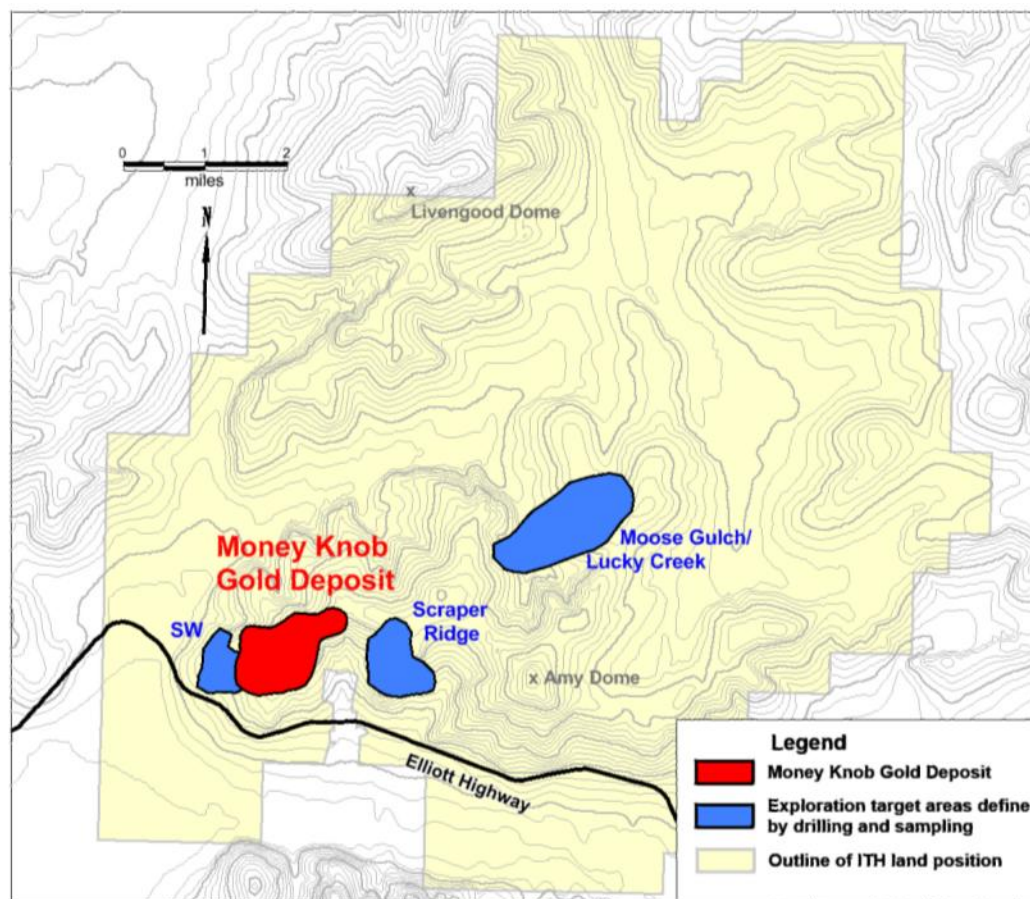 0 1 2
miles
N
x
Livengood Dome
Money Knob
Gold Deposit
Moose Gulch/
Lucky Creek
SW
Scraper
Ridge
x Amy Dome
Elliott Highway
Legend
Money Knob Gold Deposit
Exploration target areas define
by drilling and sampling
Outline of ITH land position